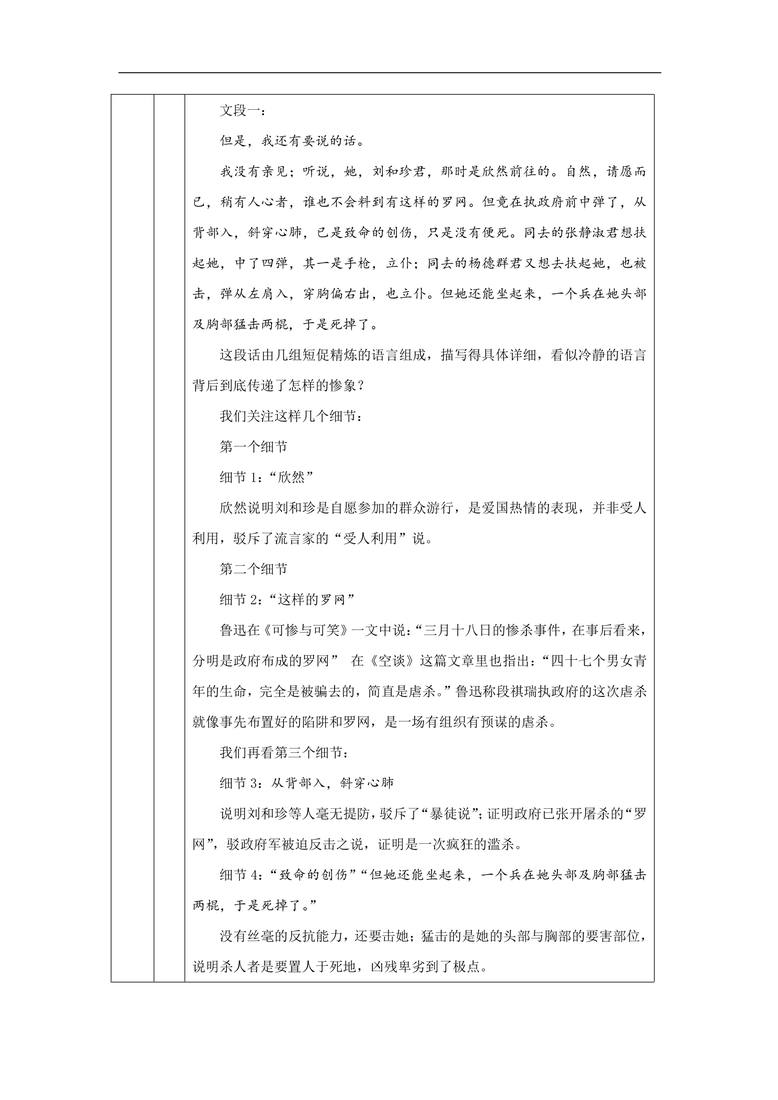 文段一：
但是，我还有要说的话。
我没有亲见；听说，她，刘和珍君，那时是欣然前往的。自然，请愿而
已，稍有人心者，谁也不会料到有这样的罗网。但竟在执政府前中弹了，从
背部入，斜穿心肺，已是致命的创伤，只是没有便死。同去的张静淑君想扶
起她，中了四弹，其一是手枪，立仆；同去的杨德群君又想去扶起她，也被
击，弹从左肩入，穿胸偏右出，也立仆。但她还能坐起来，一个兵在她头部
及胸部猛击两棍，于是死掉了。
这段话由几组短促精炼的语言组成，描写得具体详细，看似冷静的语言
背后到底传递了怎样的惨象？
我们关注这样几个细节：
第一个细节
细节 1：“欣然”
欣然说明刘和珍是自愿参加的群众游行，是爱国热情的表现，并非受人
利用，驳斥了流言家的“受人利用”说。
第二个细节
细节 2：“这样的罗网”
鲁迅在《可惨与可笑》一文中说：“三月十八日的惨杀事件，在事后看来，
分明是政府布成的罗网” 在《空谈》这篇文章里也指出：“四十七个男女青
年的生命，完全是被骗去的，简直是虐杀。”鲁迅称段祺瑞执政府的这次虐杀
就像事先布置好的陷阱和罗网，是一场有组织有预谋的虐杀。
我们再看第三个细节：
细节 3：从背部入，斜穿心肺
说明刘和珍等人毫无提防，驳斥了“暴徒说”；证明政府已张开屠杀的“罗
网”，驳政府军被迫反击之说，证明是一次疯狂的滥杀。
细节 4：“致命的创伤”“但她还能坐起来，一个兵在她头部及胸部猛击
两棍，于是死掉了。”
没有丝毫的反抗能力，还要击她；猛击的是她的头部与胸部的要害部位，
说明杀人者是要置人于死地，凶残卑劣到了极点。